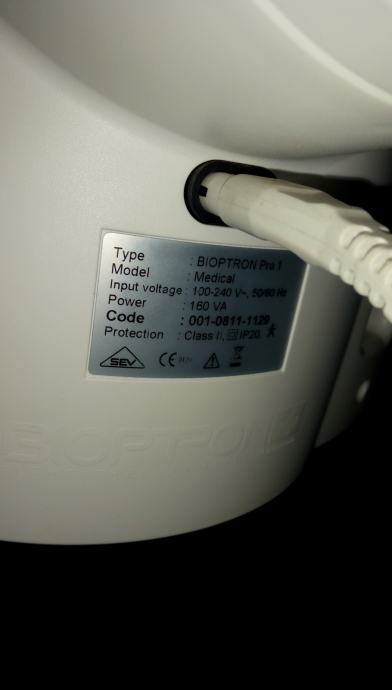 Type : BIOPTRON Pro 1
Model : Medical
Input voltage : 100-240 V~, 50/60 Hz
Power : 160 VA
Code : 001-0811-1129
Protection : Class II, IP20,
SEV CE
BIOPTRON